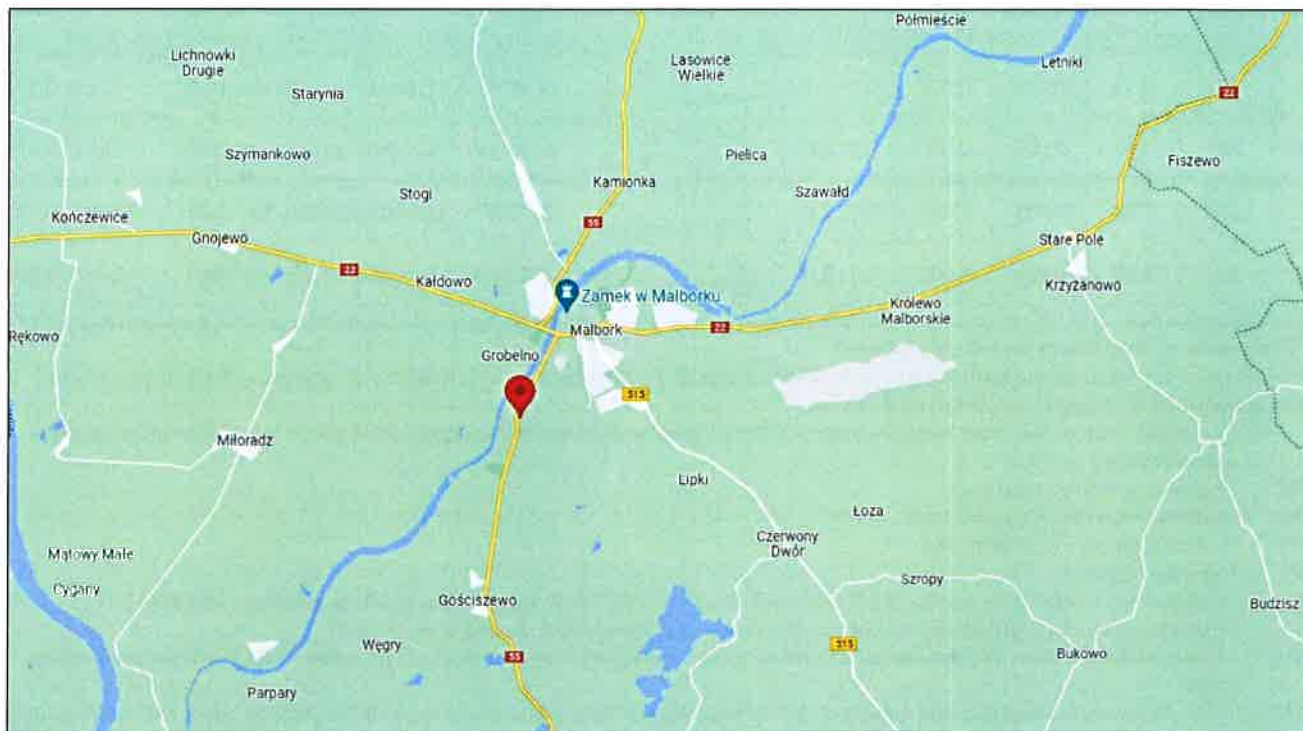 Półmieście
Lichnowki
Drugie
Lasowice
Wielkie
Letniki
Starynia
22
Szymankowo
Pielica
Fiszewo
Kamionka
Stogi
Szawałd
Kończewice
55
Gnojewo
Stare Pole
22
Kałdowo
Krzyżanowo
Zamek w Malborku
Królewo
Malborskie
Rękowo
Malbork
22
Grobelno
515
Miłoradz
Lipki
Łoza
Czerwony
Dwór
Mątowy Małe
Cygany
Szropy
Gościszewo
Budzisz
Węgry
515
55
Bukowo
Parpary